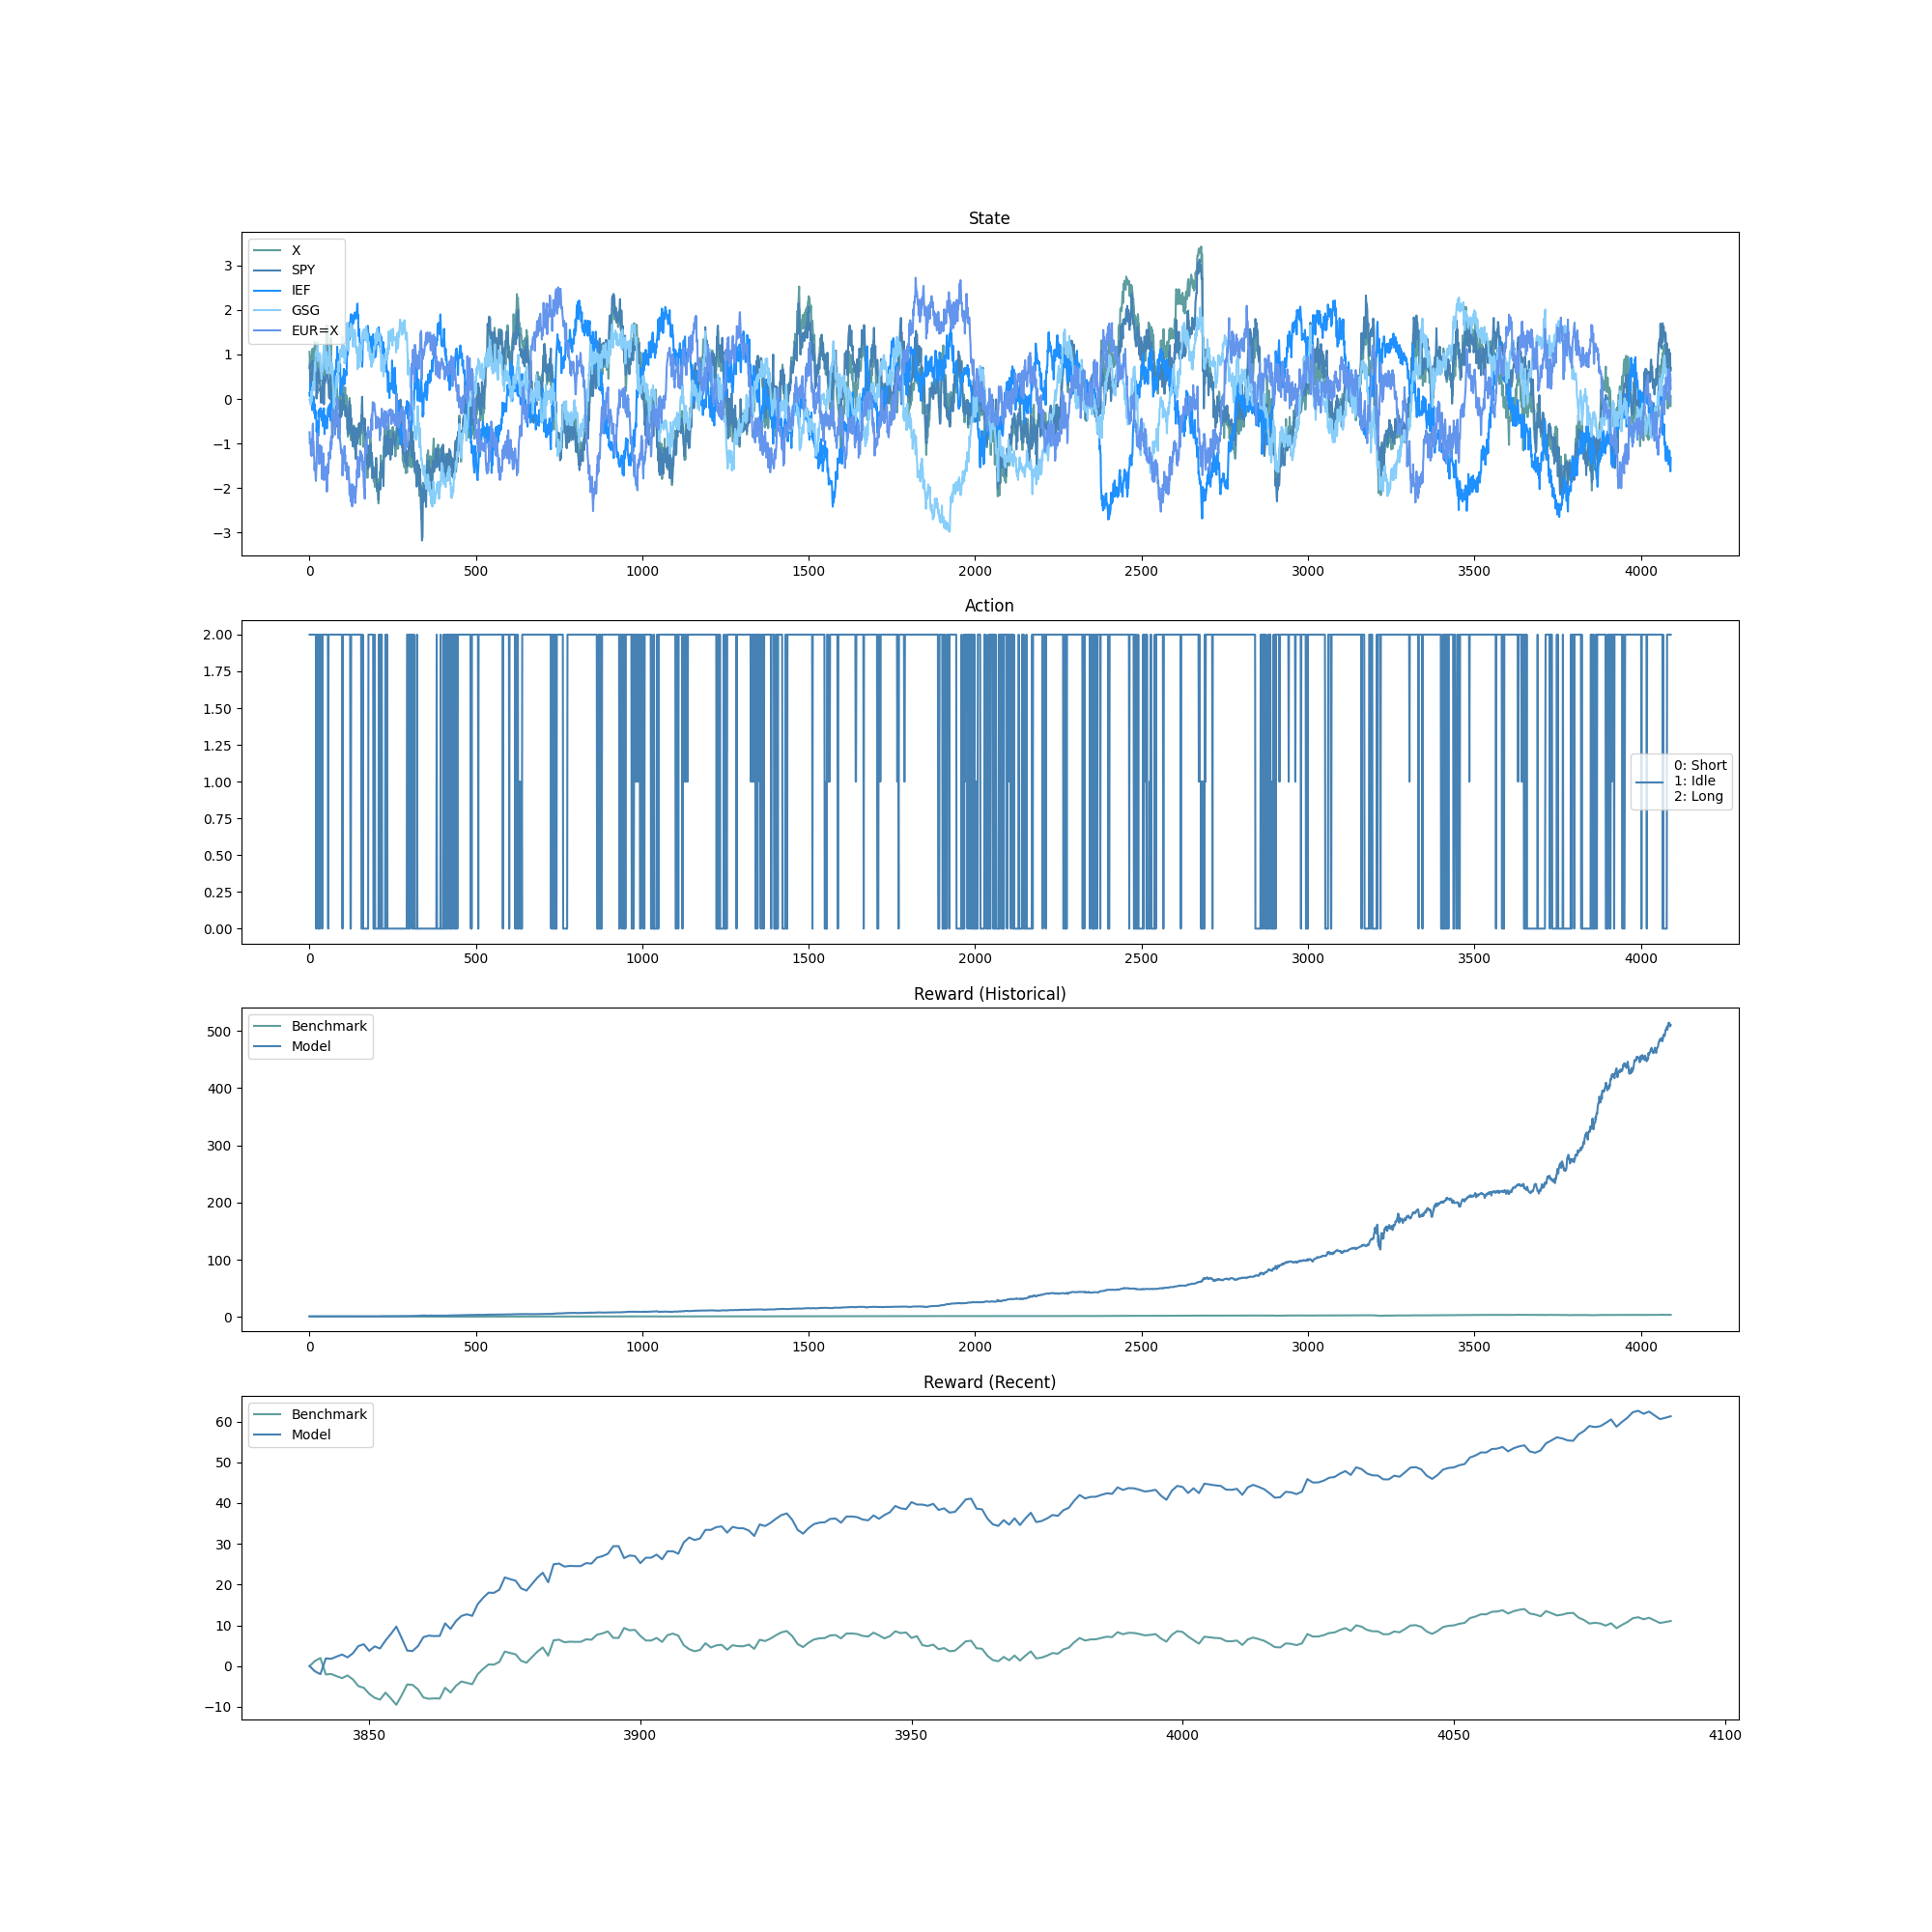 State
X
SPY
IEF
GSG
EUR=X
3
2
1
0
−1
−2
−3
0 500 1000 1500 2000 2500 3000 3500 4000
Action
2.00
1.75
1.50
1.25
1.00
0.75
0.50
0.25
0.00
0: Short
1: Idle
2: Long
0 500 1000 1500 2000 2500 3000 3500 4000
Reward (Historical)
Benchmark
Model
500
400
300
200
100
0
0 500 1000 1500 2000 2500 3000 3500 4000
Reward (Recent)
Benchmark
Model
60
50
40
30
20
10
0
−10
3850 3900 3950 4000 4050 4100